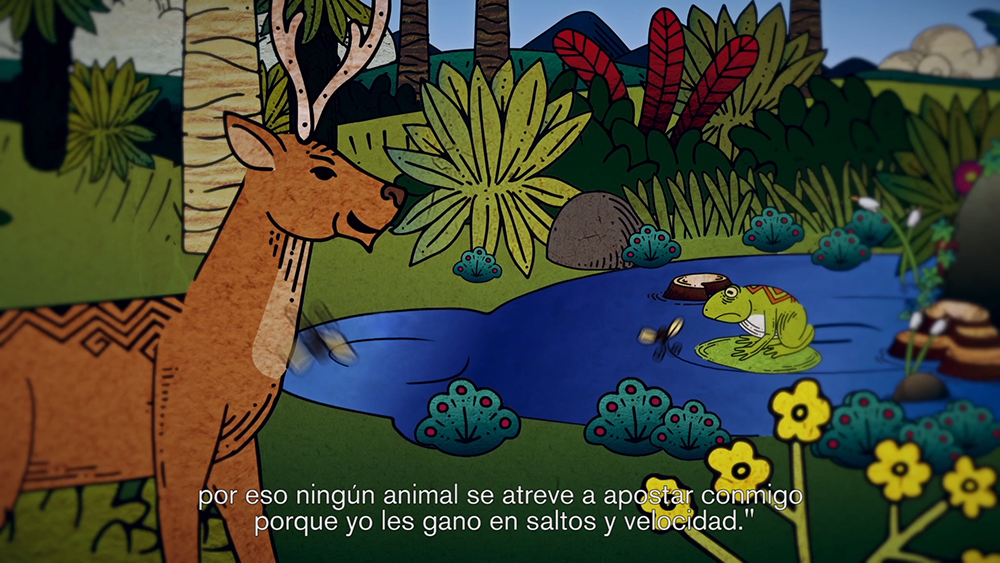 por eso ningún animal se atreve a apostar conmigo
porque yo les gano en saltos y velocidad."